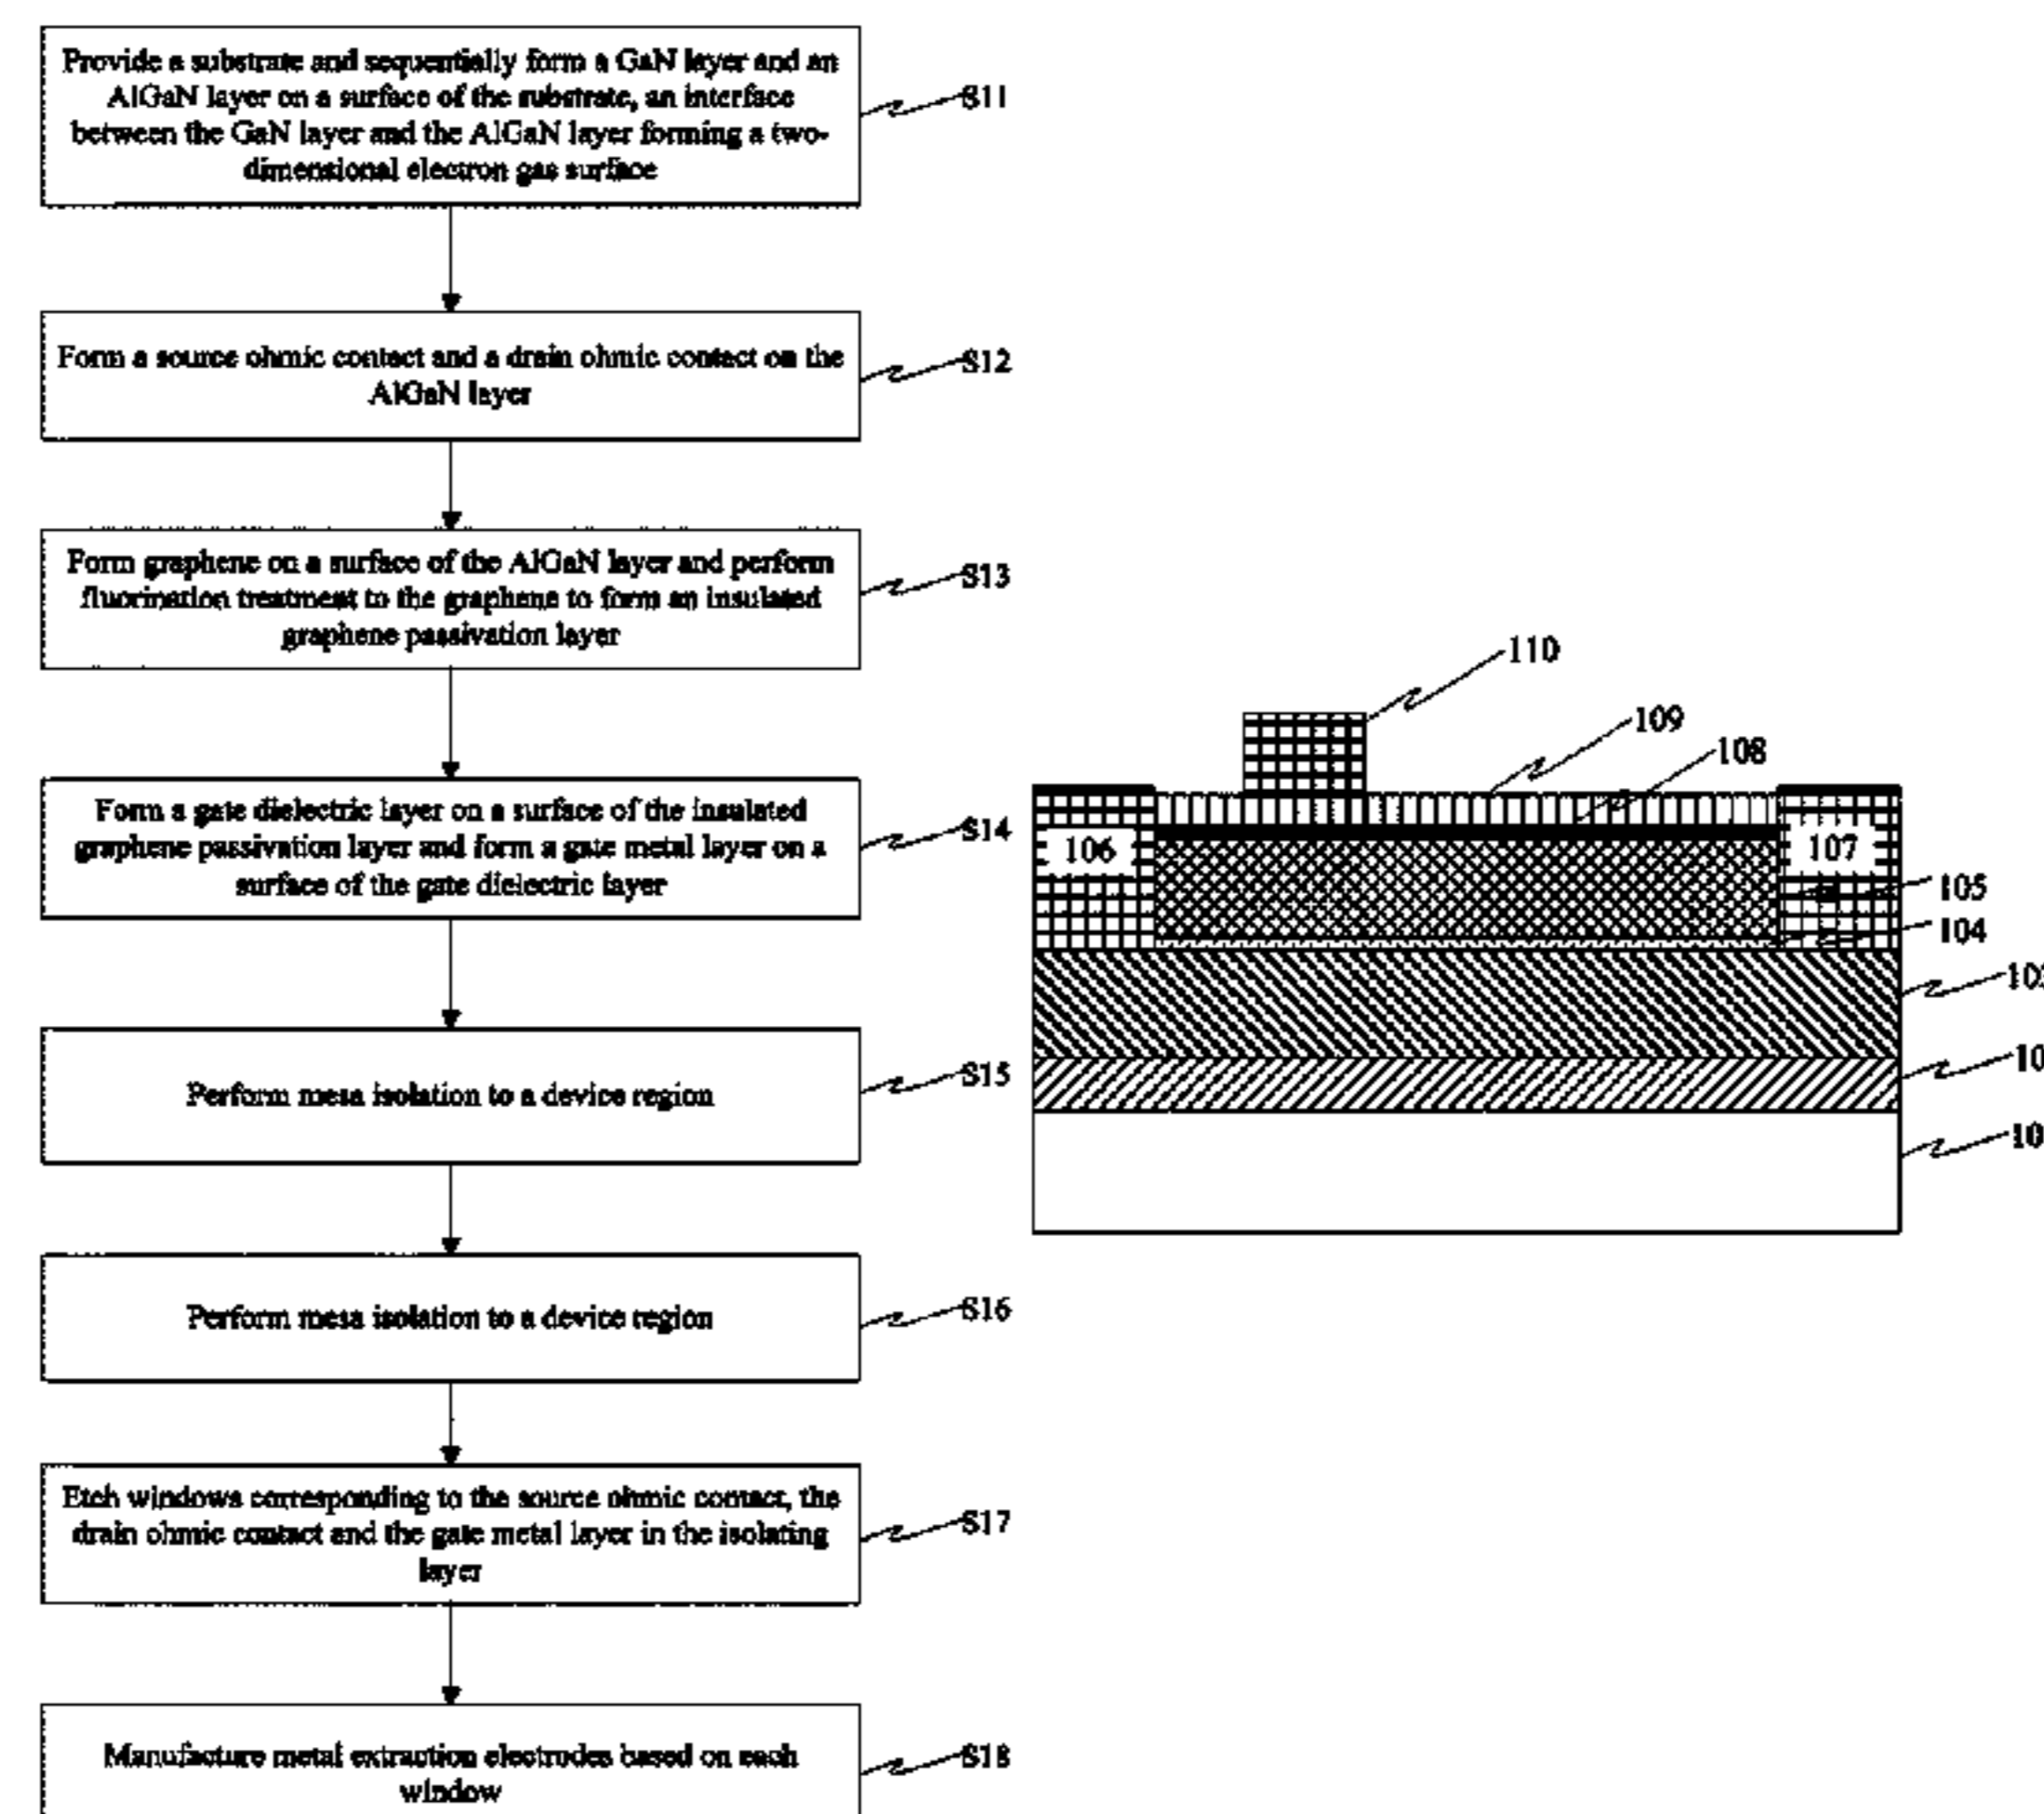 Provide a substrate and sequentially form a GaN layer and an
AlGaN layer on a surface of the substrate, an interface
between the GaN layer and the AlGaN layer forming a two-
dimensional electron gas surface
S11
Form a source ohmic contact and a drain ohmic contact on the
AlGaN layer
S12
Form graphene on a surface of the AlGaN layer and perform
fluorination treatment to the graphene to form an insulated
graphene passivation layer
S13
Form a gate dielectric layer on a surface of the insulated
graphene passivation layer and form a gate metal layer on a
surface of the gate dielectric layer
S14
Perform mesa isolation to a device region
S15
Perform mesa isolation to a device region
S16
Etch windows corresponding to the source ohmic contact, the
drain ohmic contact and the gate metal layer in the isolating
layer
S17
Manufacture metal extraction electrodes based on each
window
S18
110
109
108
106
107
105
104